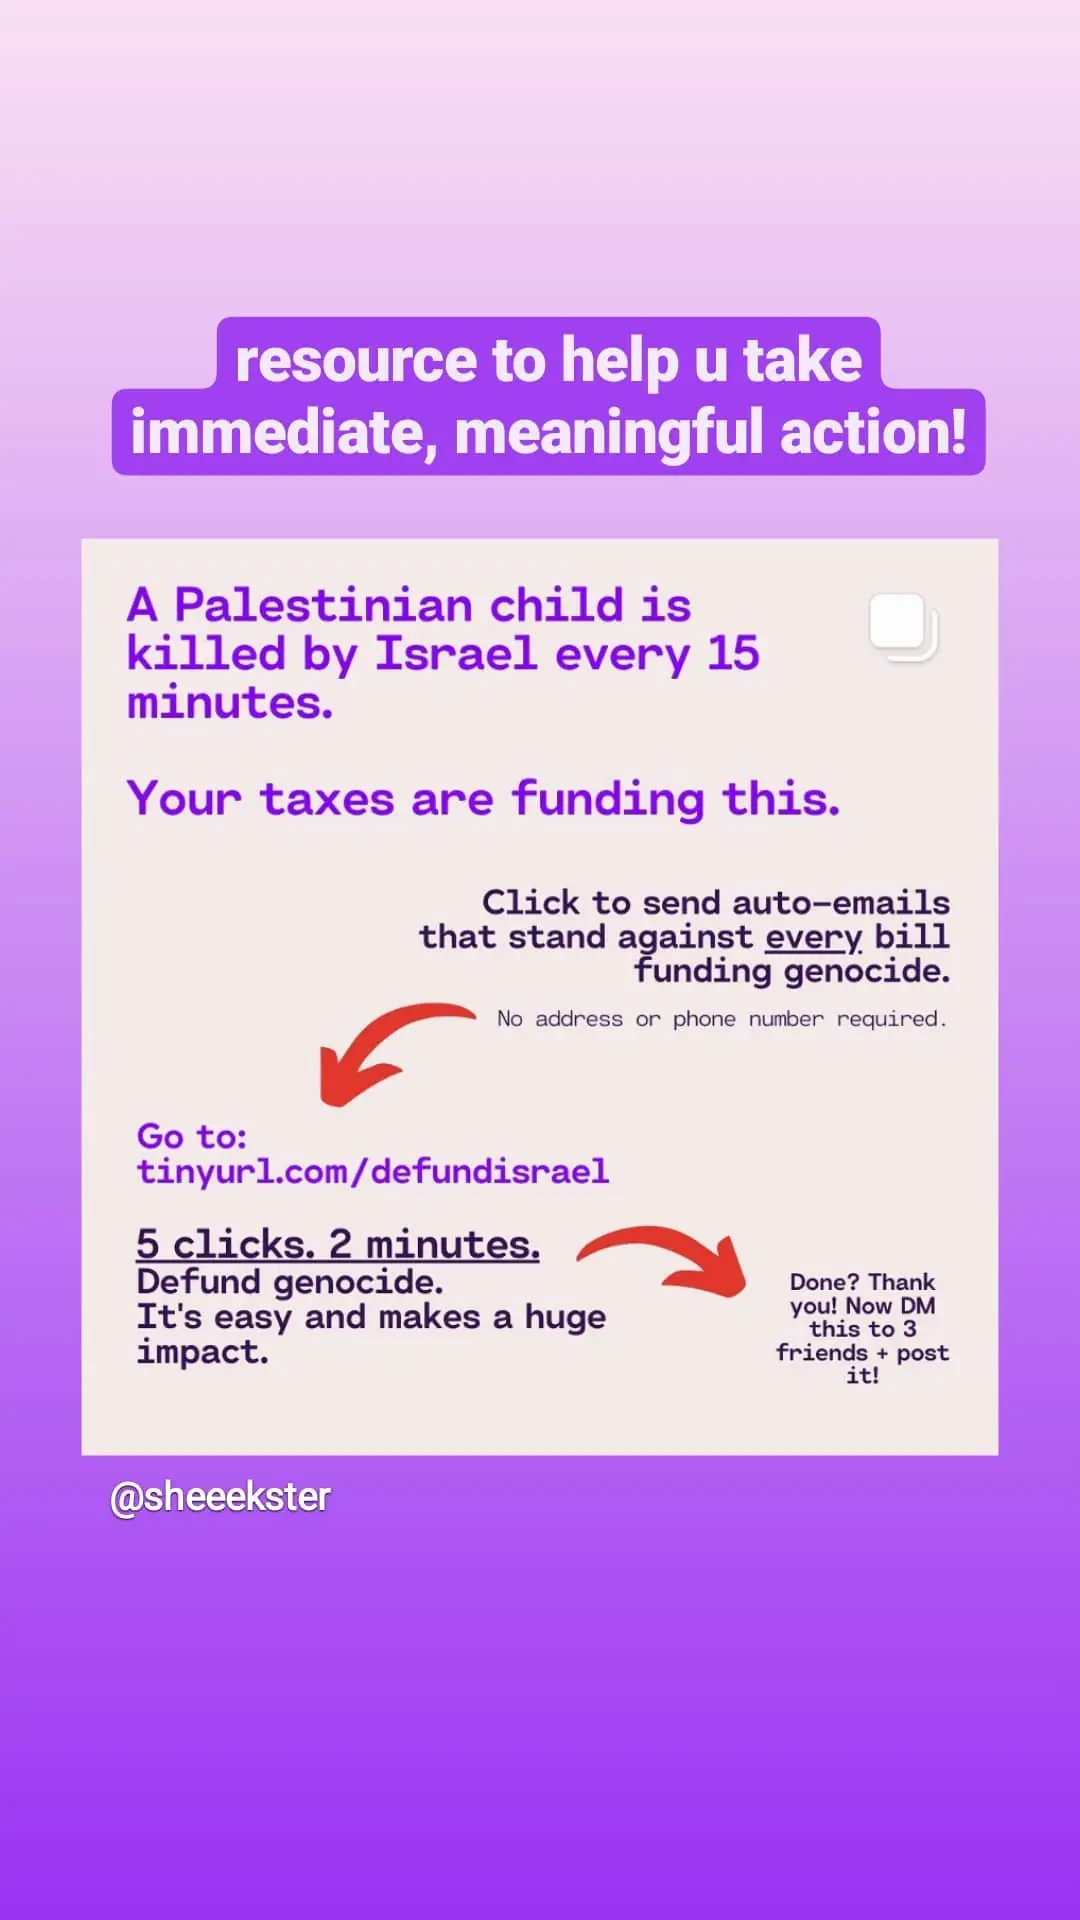 resource to help u take
immediate, meaningful action!
A Palestinian child is
killed by Israel every 15
minutes.
Your taxes are funding this.
Click to send auto-emails
that stand against every bill
funding genocide.
No address or phone number required.
Go to:
tinyurl.com/defundisrael
5 clicks. 2 minutes.
Defund genocide.
It's easy and makes a huge
impact.
Done? Thank
you! Now DM
this to 3
friends + post
it!
@sheeekster